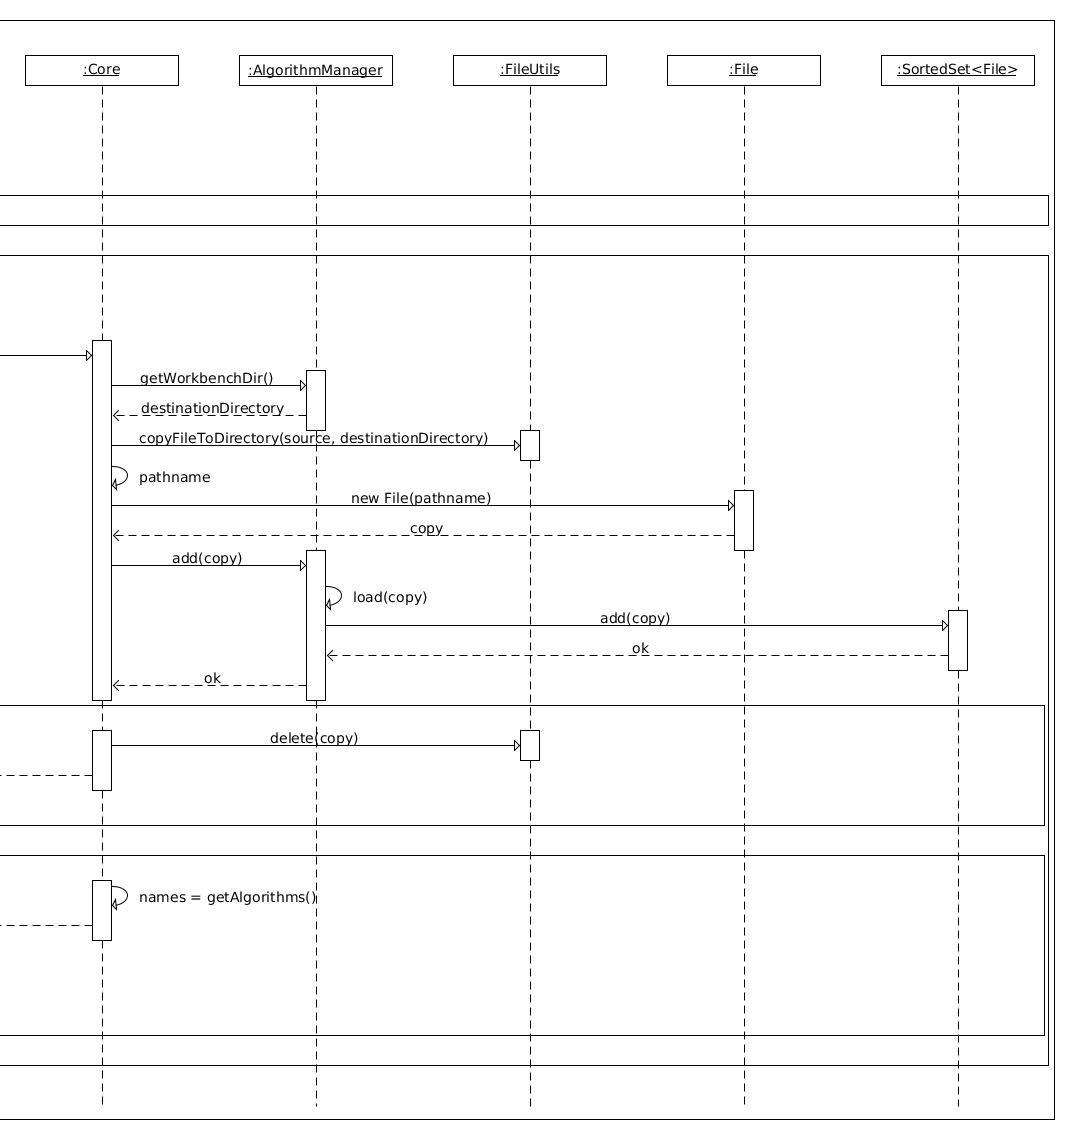 :Core
:AlgorithmManager
:FileUtils
:File
:SortedSet<File>
getWorkbenchDir()
destinationDirectory
copyFileToDirectory(source, destinationDirectory)
pathname
new File(pathname)
copy
add(copy)
load(copy)
add(copy)
ok
ok
delete(copy)
names = getAlgorithms()